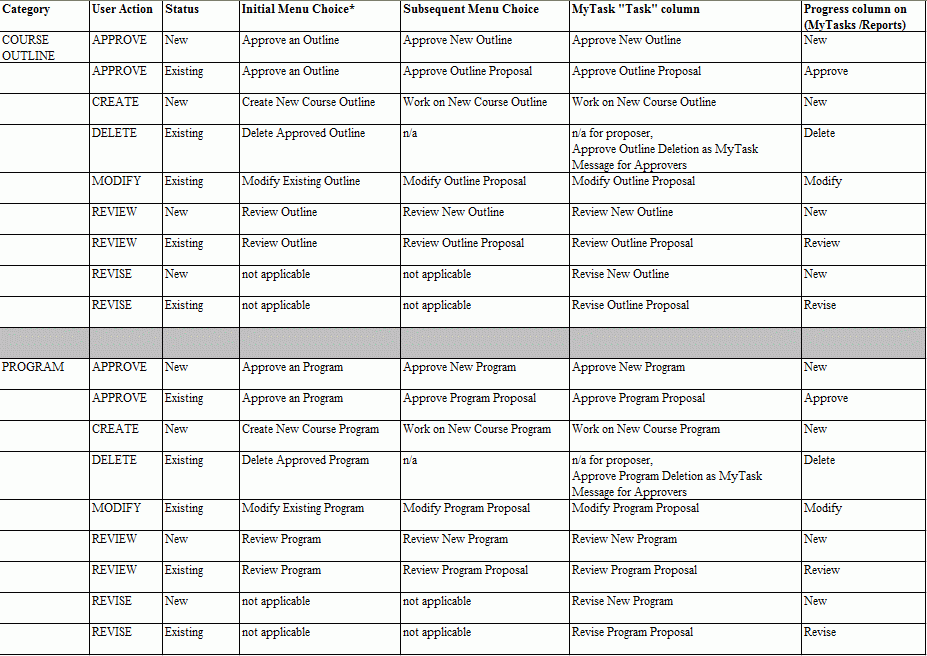 Category User Action Status Initial Menu Choice* Subsequent Menu Choice MyTask "Task" column Progress column on
(MyTasks /Reports)
COURSE APPROVE New Approve an Outline Approve New Outline Approve New Outline New
OUTLINE
APPROVE Existing Approve an Outline Approve Outline Proposal Approve Outline Proposal Approve
CREATE New Create New Course Outline Work on New Course Outline Work on New Course Outline New
DELETE Existing Delete Approved Outline n/a n/a for proposer, Delete
Approve Outline Deletion as MyTask
Message for Approvers
MODIFY Existing Modify Existing Outline Modify Outline Proposal Modify Outline Proposal Modify
REVIEW New Review Outline Review New Outline Review New Outline New
REVIEW Existing Review Outline Review Outline Proposal Review Outline Proposal Review
REVISE New not applicable not applicable Revise New Outline New
REVISE Existing not applicable not applicable Revise Outline Proposal Revise
PROGRAM APPROVE New Approve an Program Approve New Program Approve New Program New
APPROVE Existing Approve an Program Approve Program Proposal Approve Program Proposal Approve
CREATE New Create New Course Program Work on New Course Program Work on New Course Program New
DELETE Existing Delete Approved Program n/a n/a for proposer, Delete
Approve Program Deletion as MyTask
Message for Approvers
MODIFY Existing Modify Existing Program Modify Program Proposal Modify Program Proposal Modify
REVIEW New Review Program Review New Program Review New Program New
REVIEW Existing Review Program Review Program Proposal Review Program Proposal Review
REVISE New not applicable not applicable Revise New Program New
REVISE Existing not applicable not applicable Revise Program Proposal Revise